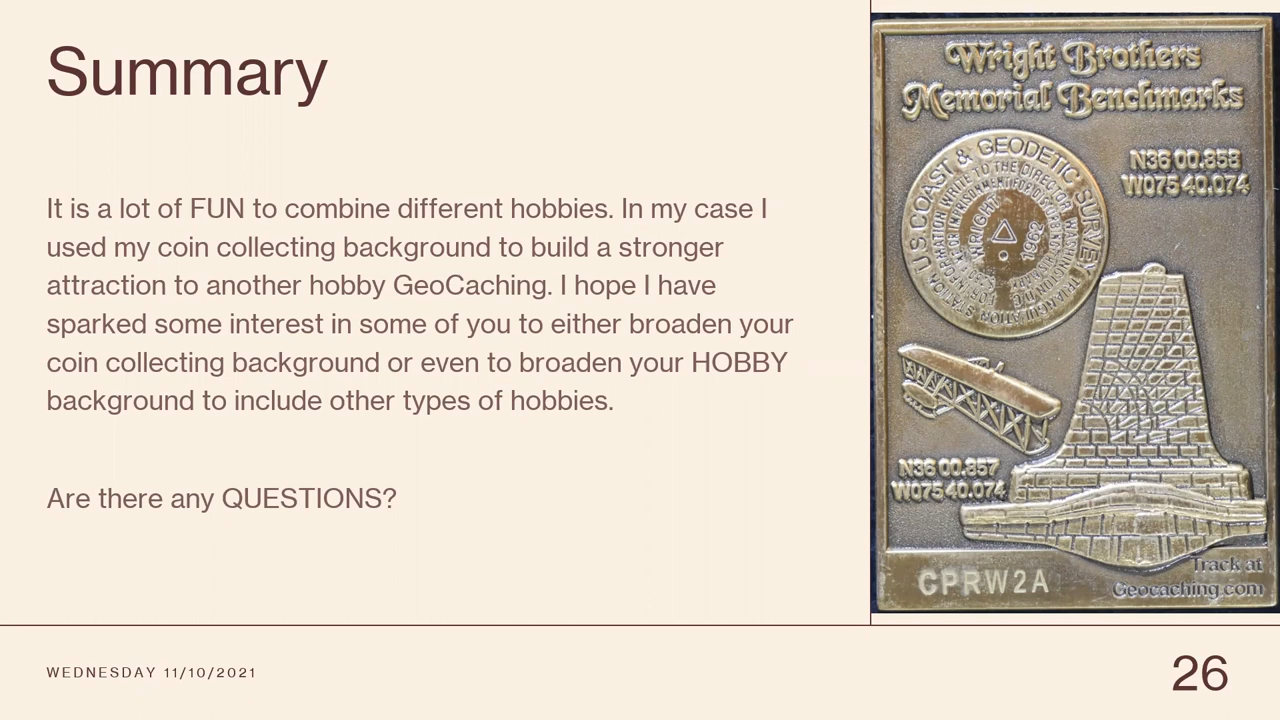 Summary
It is a lot of FUN to combine different hobbies. In my case I
used my coin collecting background to build a stronger
attraction to another hobby GeoCaching. I hope I have
sparked some interest in some of you to either broaden your
coin collecting background or even to broaden your HOBBY
background to include other types of hobbies.
Are there any QUESTIONS?
WEDNESDAY 11/10/2021
26
Wright Brothers
Memorial Benchmarks
U.S. COAST & GEODETIC SURVEY
TRIANGULATION STATION
WRIGHT
1962
N36 00.858
W075 40.074
N36 00.857
W075 40.074
CPRW2A
Track at
Geocaching.com